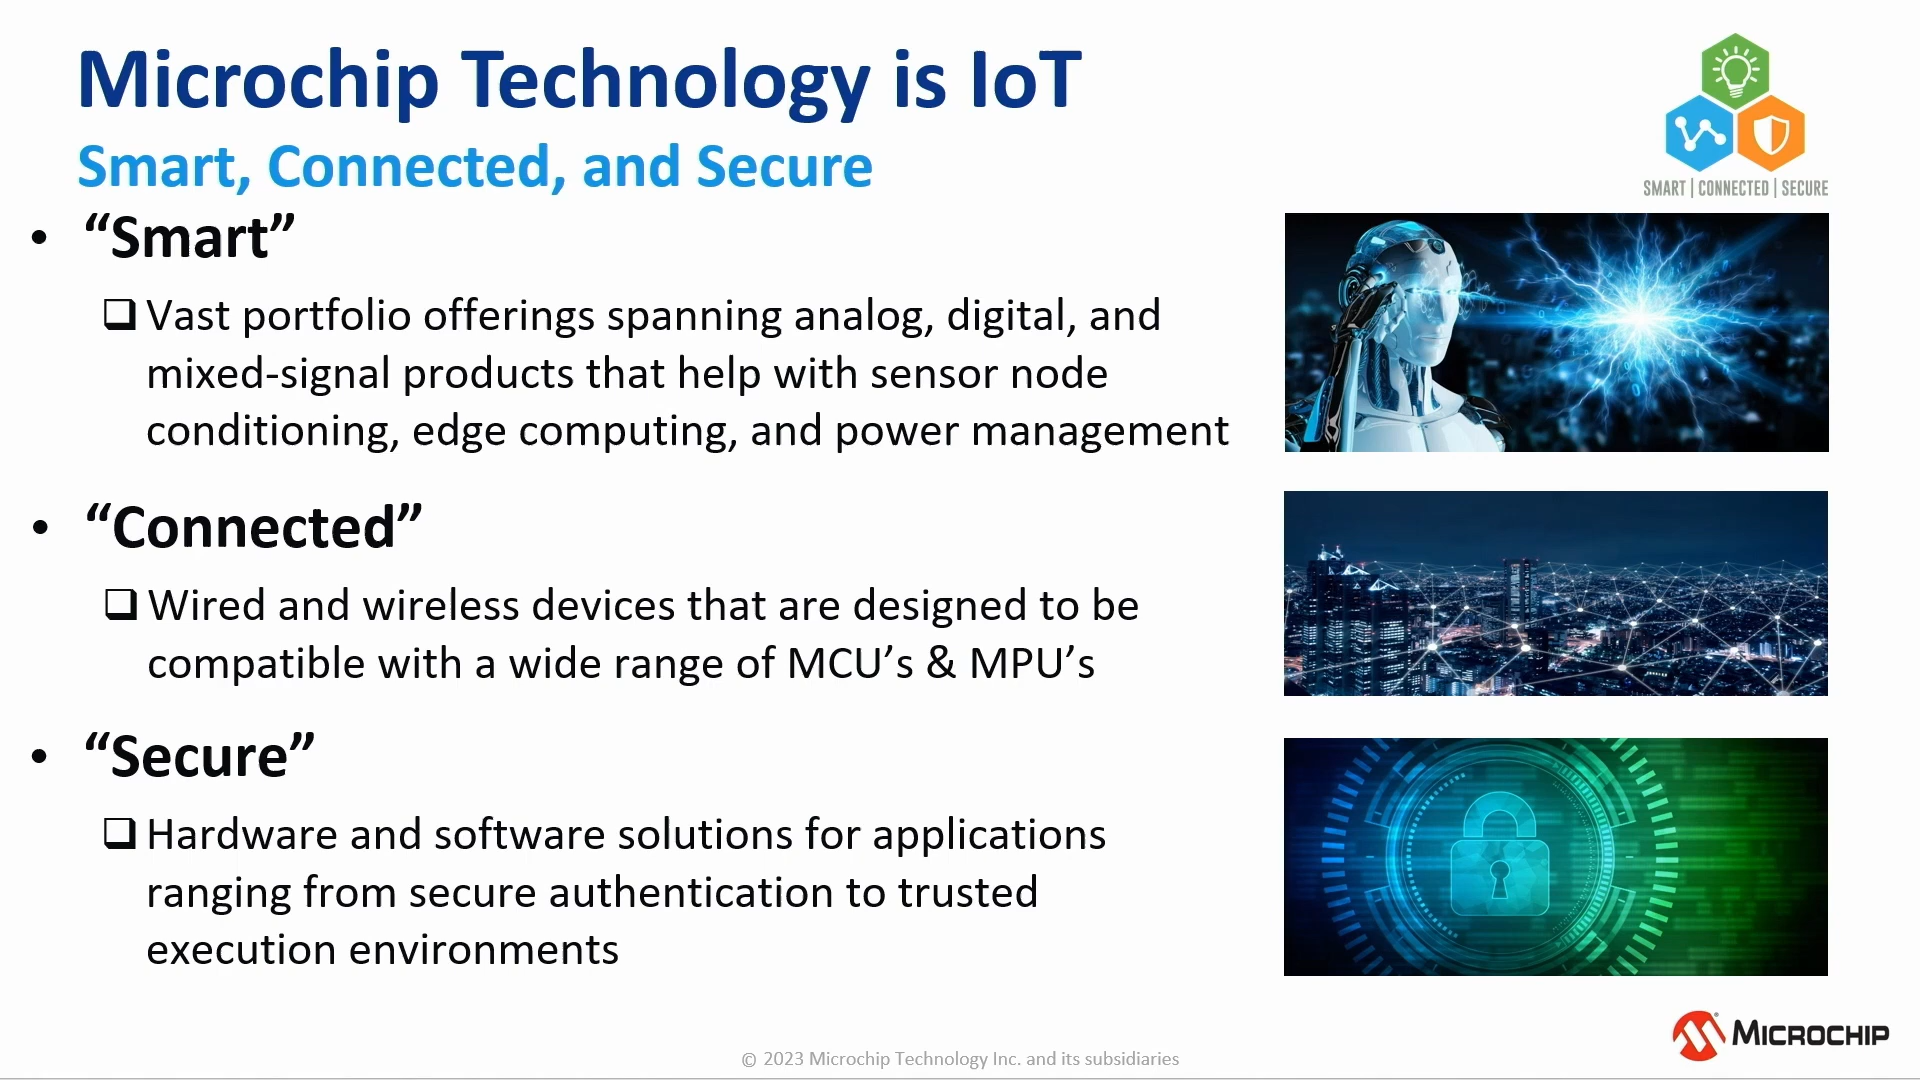 Microchip Technology is IoT
Smart, Connected, and Secure
SMART | CONNECTED | SECURE
• “Smart”
❑ Vast portfolio offerings spanning analog, digital, and
mixed-signal products that help with sensor node
conditioning, edge computing, and power management
• “Connected”
❑ Wired and wireless devices that are designed to be
compatible with a wide range of MCU’s & MPU’s
• “Secure”
❑ Hardware and software solutions for applications
ranging from secure authentication to trusted
execution environments
MICROCHIP
© 2023 Microchip Technology Inc. and its subsidiaries